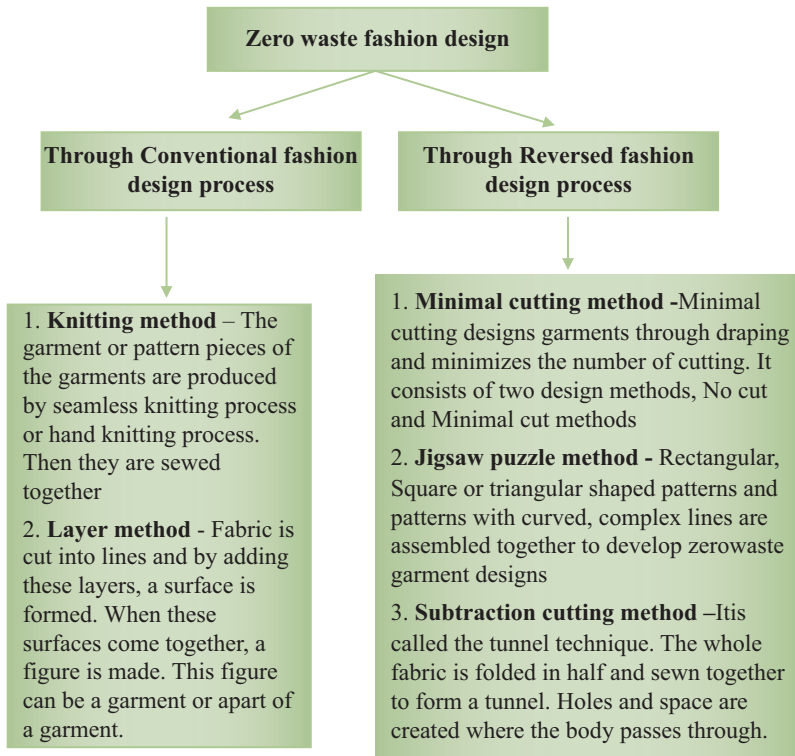 Zero waste fashion design
Through Conventional fashion
design process
Through Reversed fashion
design process
1. Knitting method – The
garment or pattern pieces of
the garments are produced
by seamless knitting process
or hand knitting process.
Then they are sewed
together
2. Layer method - Fabric is
cut into lines and by adding
these layers, a surface is
formed. When these
surfaces come together, a
figure is made. This figure
can be a garment or apart of
a garment.
1. Minimal cutting method -Minimal
cutting designs garments through draping
and minimizes the number of cutting. It
consists of two design methods, No cut
and Minimal cut methods
2. Jigsaw puzzle method - Rectangular,
Square or triangular shaped patterns and
patterns with curved, complex lines are
assembled together to develop zerowaste
garment designs
3. Subtraction cutting method –Itis
called the tunnel technique. The whole
fabric is folded in half and sewn together
to form a tunnel. Holes and space are
created where the body passes through.